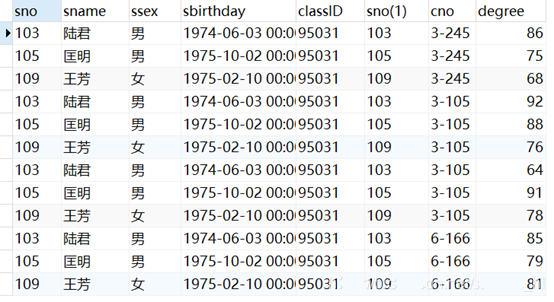 sno sname ssex sbirthday classID sno(1) cno degree
103 陆君 男 1974-06-03 00:0 95031 103 3-245 86
105 匡明 男 1975-10-02 00:0 95031 105 3-245 75
109 王芳 女 1975-02-10 00:0 95031 109 3-245 68
103 陆君 男 1974-06-03 00:0 95031 103 3-105 92
105 匡明 男 1975-10-02 00:0 95031 105 3-105 88
109 王芳 女 1975-02-10 00:0 95031 109 3-105 76
103 陆君 男 1974-06-03 00:0 95031 103 3-105 64
105 匡明 男 1975-10-02 00:0 95031 105 3-105 91
109 王芳 女 1975-02-10 00:0 95031 109 3-105 78
103 陆君 男 1974-06-03 00:0 95031 103 6-166 85
105 匡明 男 1975-10-02 00:0 95031 105 6-166 79
109 王芳 女 1975-02-10 00:0 95031 109 6-166 81